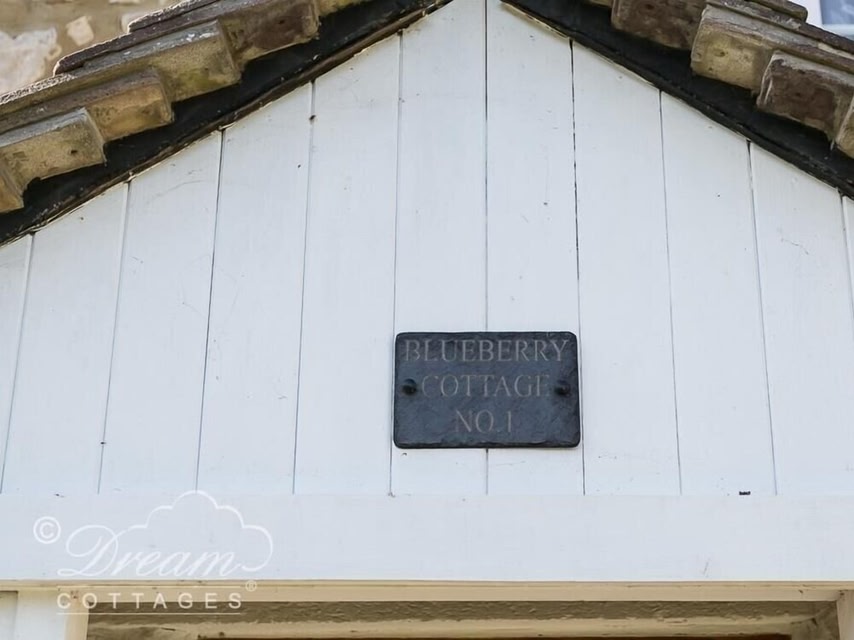 BLUEBERRY
COTTAGE
NO.1
© Dream
COTTAGES®